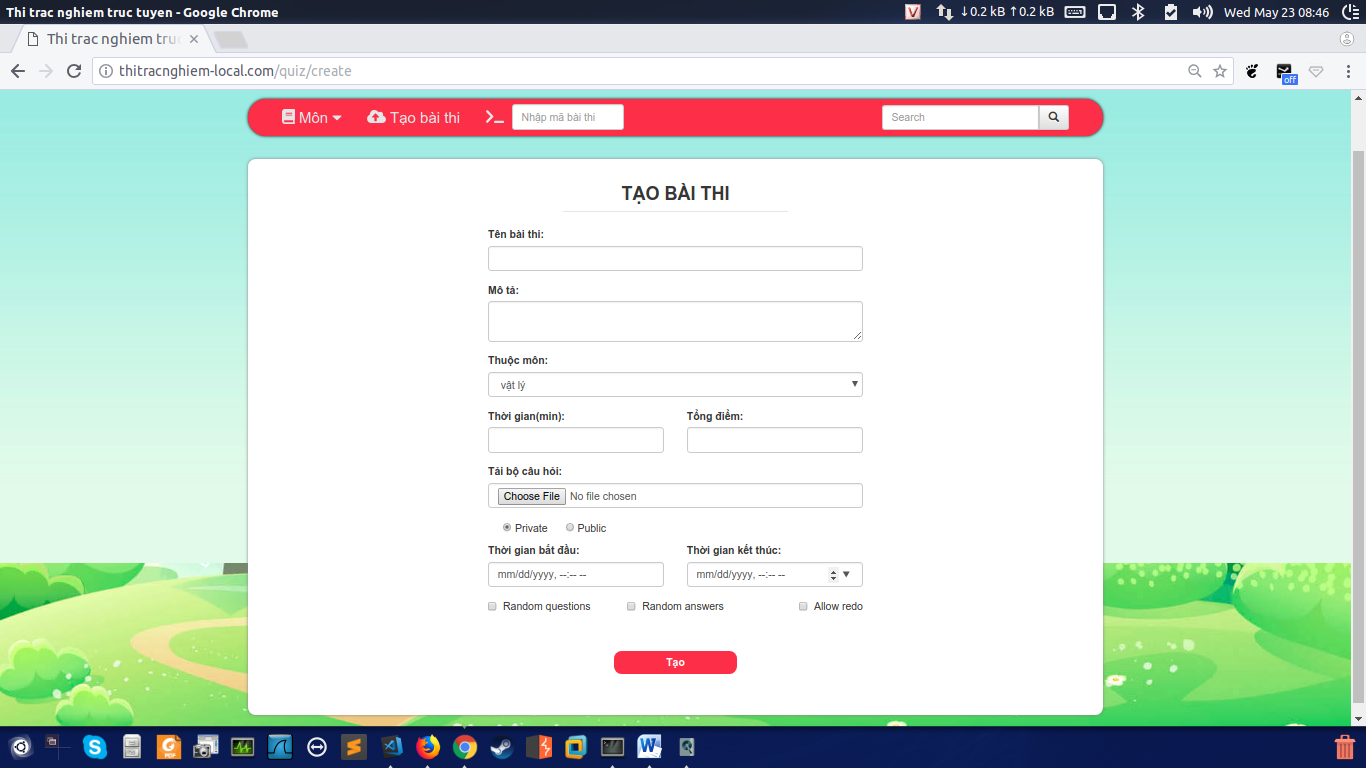 Thi trac nghiem truc tuyen - Google Chrome
↓0.2 kB ↑0.2 kB
Wed May 23 08:46
Thi trac nghiem truc
thitracnghiem-local.com/quiz/create
off
Môn
Tạo bài thi
Nhập mã bài thi
Search
TẠO BÀI THI
Tên bài thi:
Mô tả:
Thuộc môn:
vật lý
Thời gian(min):
Tổng điểm:
Tải bộ câu hỏi:
Choose File No file chosen
Private
Public
Thời gian bắt đầu:
Thời gian kết thúc:
mm/dd/yyyy, --:-- --
mm/dd/yyyy, --:-- --
Random questions
Random answers
Allow redo
Tạo
PDF